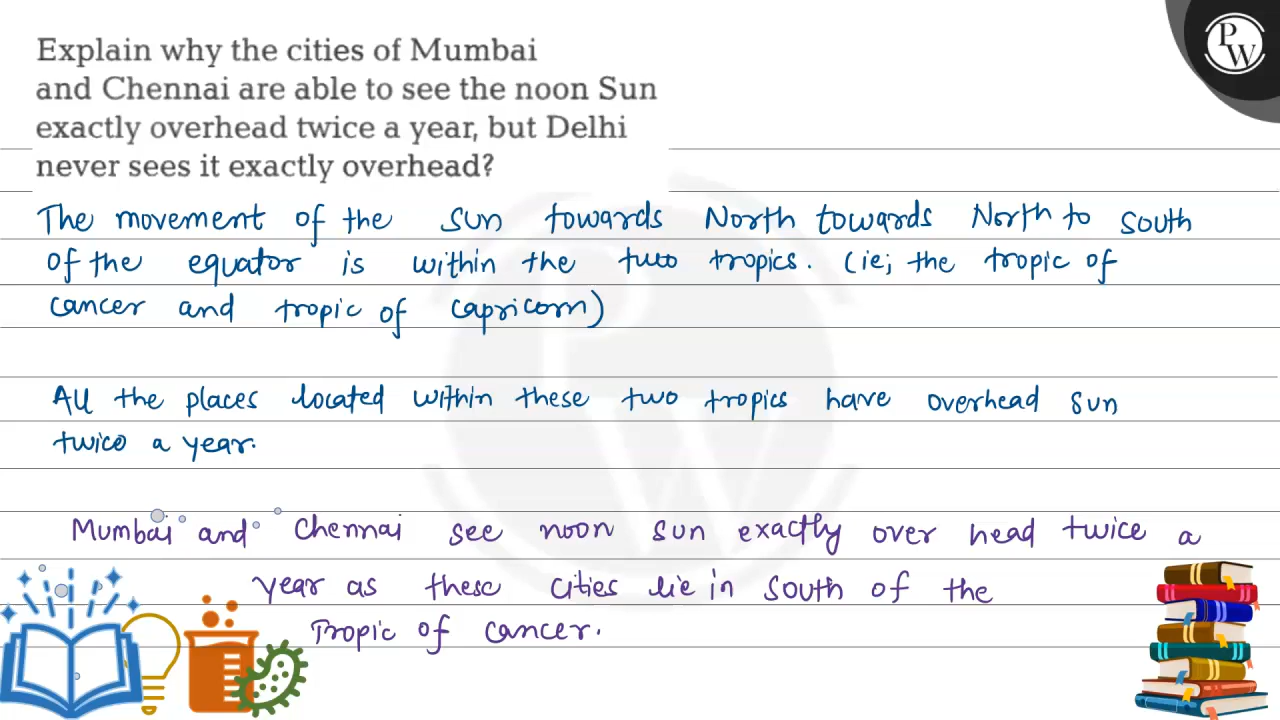 Explain why the cities of Mumbai
and Chennai are able to see the noon Sun
exactly overhead twice a year, but Delhi
never sees it exactly overhead?
PW
The movement of the sun towards North towards North to south
of the equator is within the two tropics. (ie; the tropic of
cancer and tropic of capricorn)
All the places located within these two tropics have overhead sun
twice a year.
Mumbai and Chennai see noon sun exactly over head twice a
year as these cities lie in south of the
Tropic of cancer.